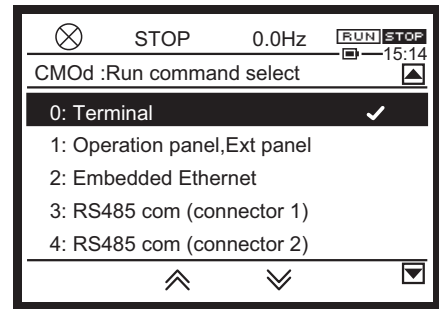 STOP 0.0Hz RUN STOP
15:14
CMOd :Run command select
0: Terminal
1: Operation panel,Ext panel
2: Embedded Ethernet
3: RS485 com (connector 1)
4: RS485 com (connector 2)